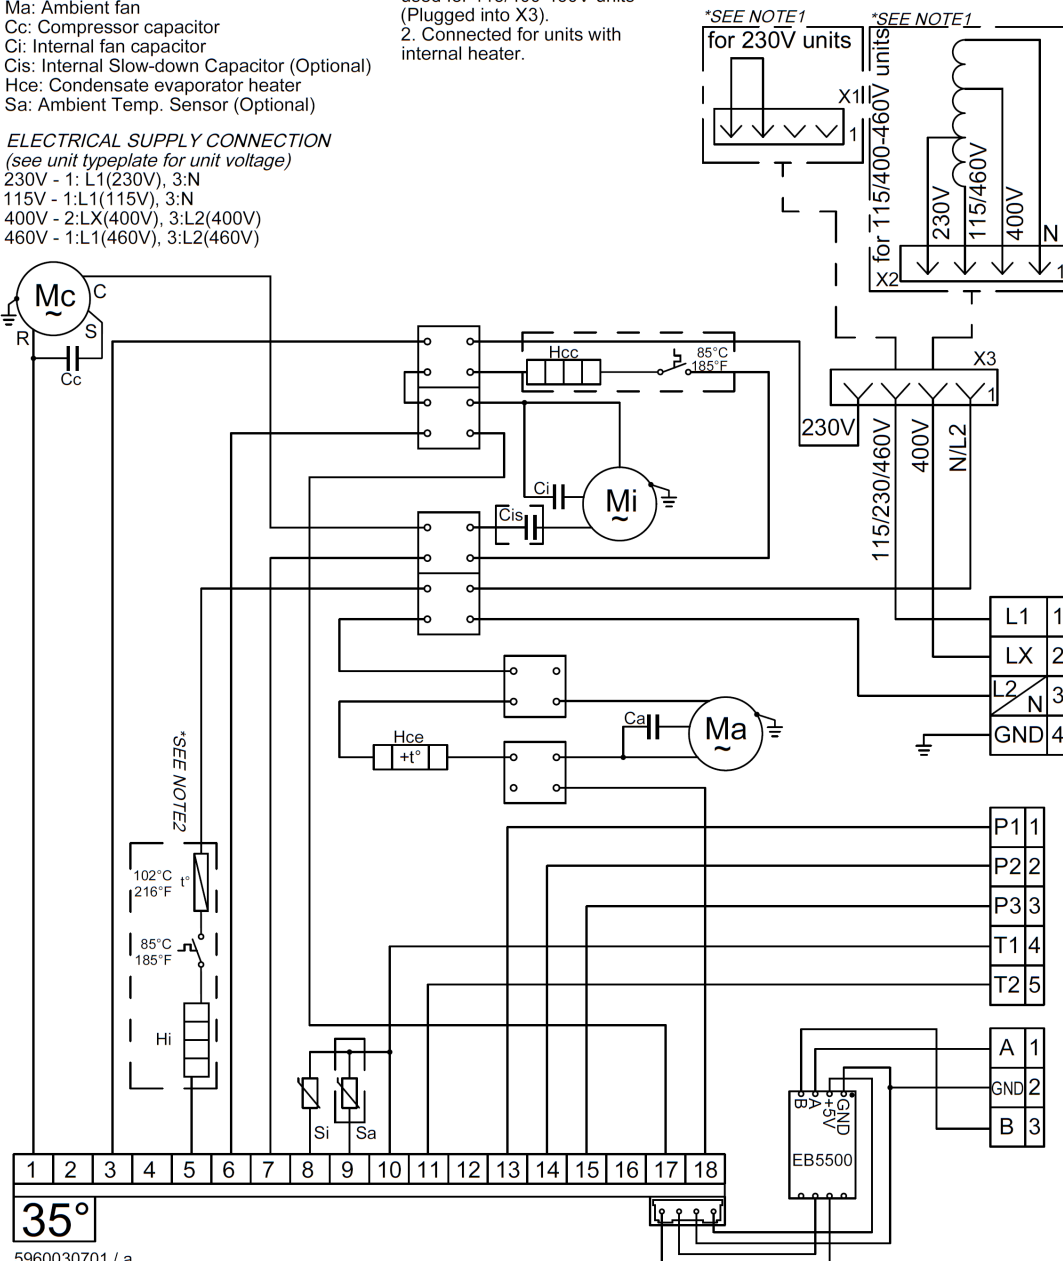 Ma: Ambient fan
Cc: Compressor capacitor
Ci: Internal fan capacitor
Cis: Internal Slow-down Capacitor (Optional)
Hce: Condensate evaporator heater
Sa: Ambient Temp. Sensor (Optional)
(Plugged into X3).
2. Connected for units with
internal heater.
ELECTRICAL SUPPLY CONNECTION
(see unit typeplate for unit voltage)
230V - 1: L1(230V), 3:N
115V - 1:L1(115V), 3:N
400V - 2:LX(400V), 3:L2(400V)
460V - 1:L1(460V), 3:L2(460V)
*SEE NOTE1
for 230V units
X1
1
*SEE NOTE1
for 115/400-460V units
230V
115/460V
400V
N
X2
1
X3
1
230V
115/230/460V
400V
N/L2
Mc
~
C
S
R
Cc
Hcc
85°C
185°F
Ci
Cis
Mi
~
L1 1
LX 2
L2/N 3
GND 4
Ca
Ma
~
Hce
+t°
*SEE NOTE2
102°C
216°F
t°
85°C
185°F
Hi
P1 1
P2 2
P3 3
T1 4
T2 5
A 1
GND 2
B 3
B
A
+5V
GND
EB5500
Si
Sa
1 2 3 4 5 6 7 8 9 10 11 12 13 14 15 16 17 18
35°
5960030701 / a